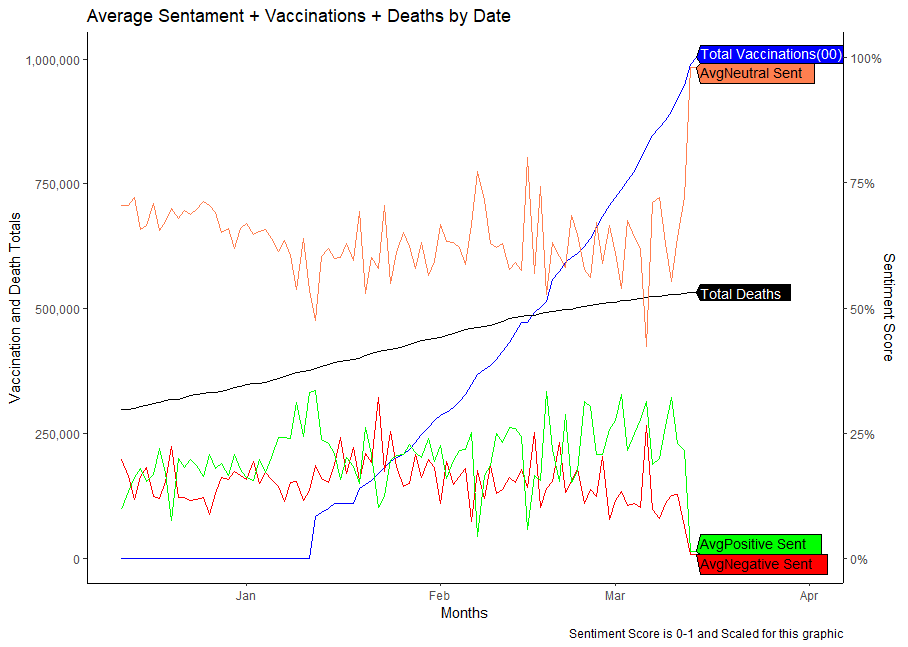 Average Sentament + Vaccinations + Deaths by Date
Vaccination and Death Totals
1,000,000
750,000
500,000
250,000
0
Total Vaccinations(00)
AvgNeutral Sent
Total Deaths
AvgPositive Sent
AvgNegative Sent
100%
75%
50%
25%
0%
Sentiment Score
Jan
Feb
Mar
Apr
Months
Sentiment Score is 0-1 and Scaled for this graphic